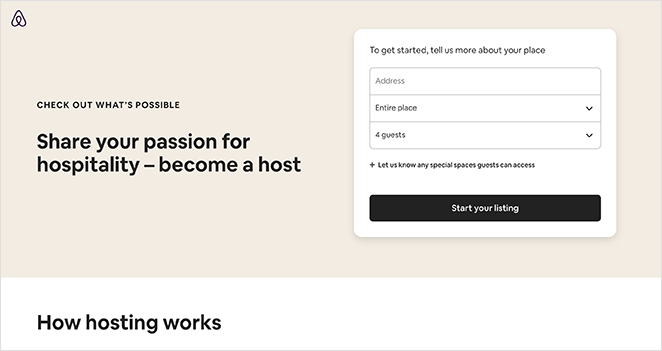 CHECK OUT WHAT'S POSSIBLE
Share your passion for
hospitality – become a host
To get started, tell us more about your place
Address
Entire place
4 guests
+ Let us know any special spaces guests can access
Start your listing
How hosting works